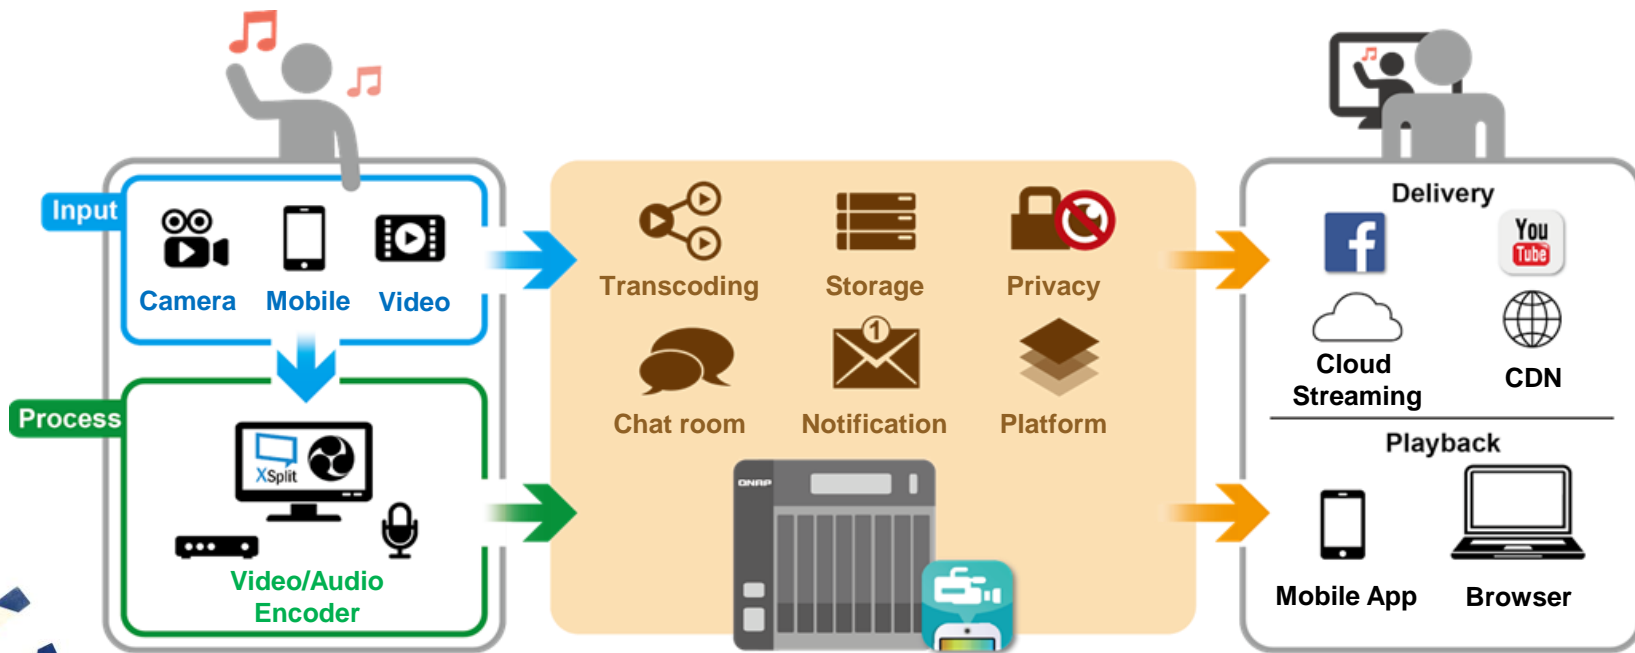 Input
Camera
Mobile
Video
Process
XSplit
Video/Audio
Encoder
Transcoding
Storage
Privacy
Chat room
1
Notification
Platform
QNAP
Delivery
f
You
Tube
Cloud
Streaming
CDN
Playback
Mobile App
Browser